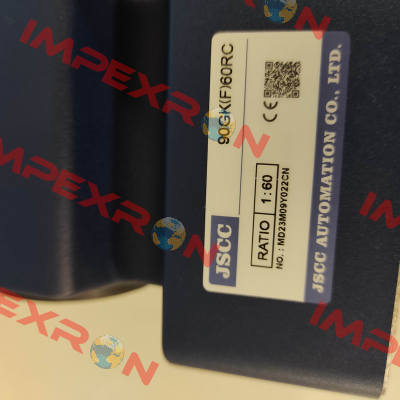 90GK(F)60RC
CE
JSCC
RATIO 1:60
NO.: MD23M09Y022CN
JSCC AUTOMATION CO., LTD.
IMPEXRON
IMPEXRON
IMPEXRON
IMPEXRON